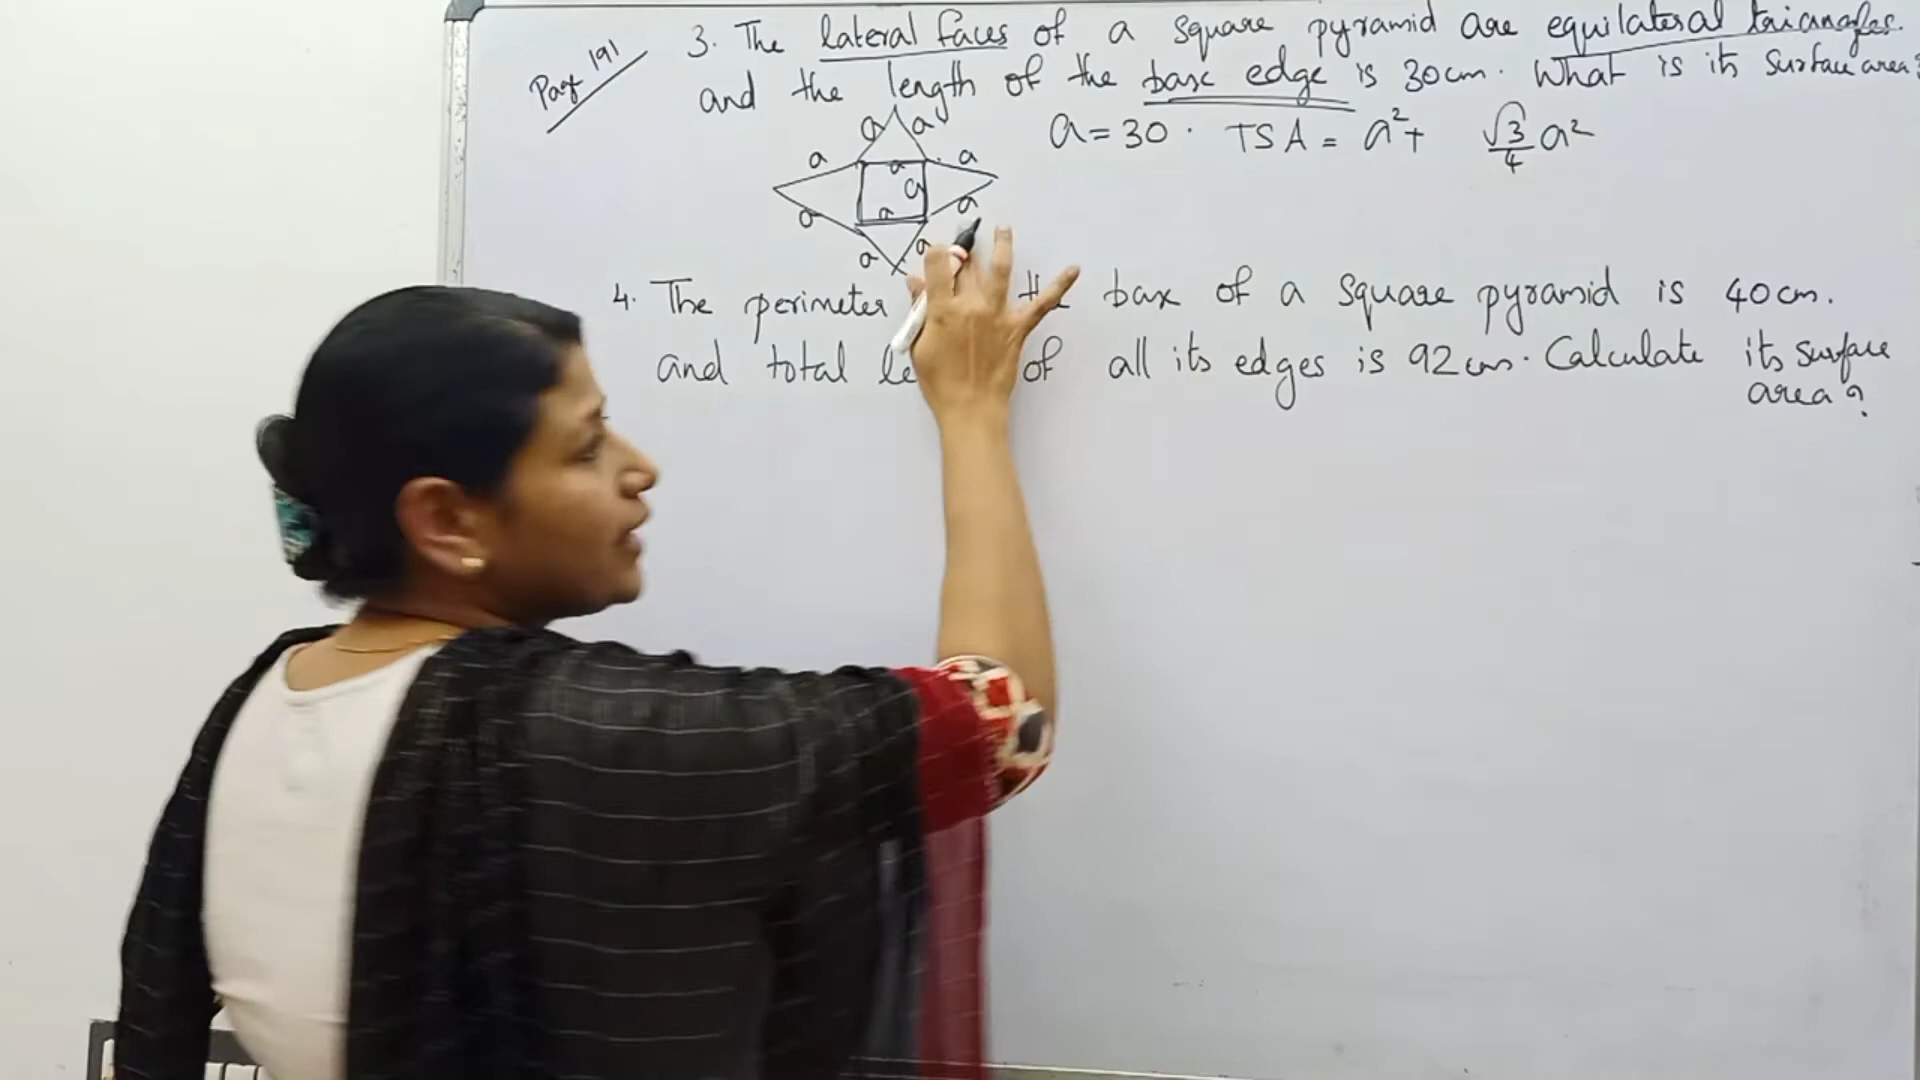 Page 191
3. The lateral faces of a square pyramid are equilateral triangles.
and the length of the base edge is 30cm. What is its surface area?
a = 30. TSA = a²+ √3/4 a²
a a
a a a
a
a a a
a a
4. The perimeter the base of a square pyramid is 40cm.
and total of all its edges is 92cm. Calculate its surface
area?